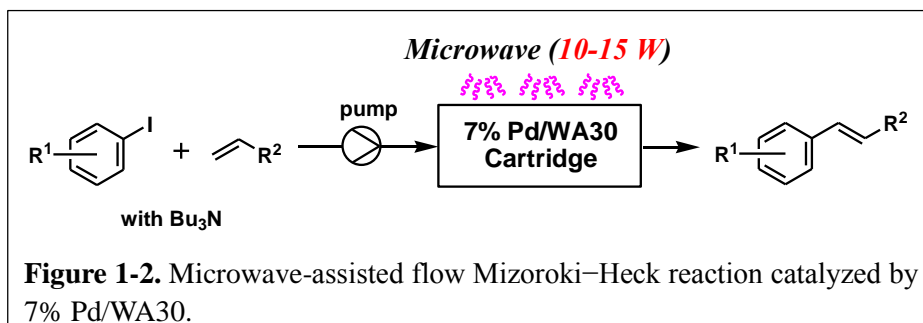 Microwave (10-15 W)
pump
I
R¹
+
R²
7% Pd/WA30
Cartridge
R¹
R²
with Bu₃N
Figure 1-2. Microwave-assisted flow Mizoroki−Heck reaction catalyzed by
7% Pd/WA30.